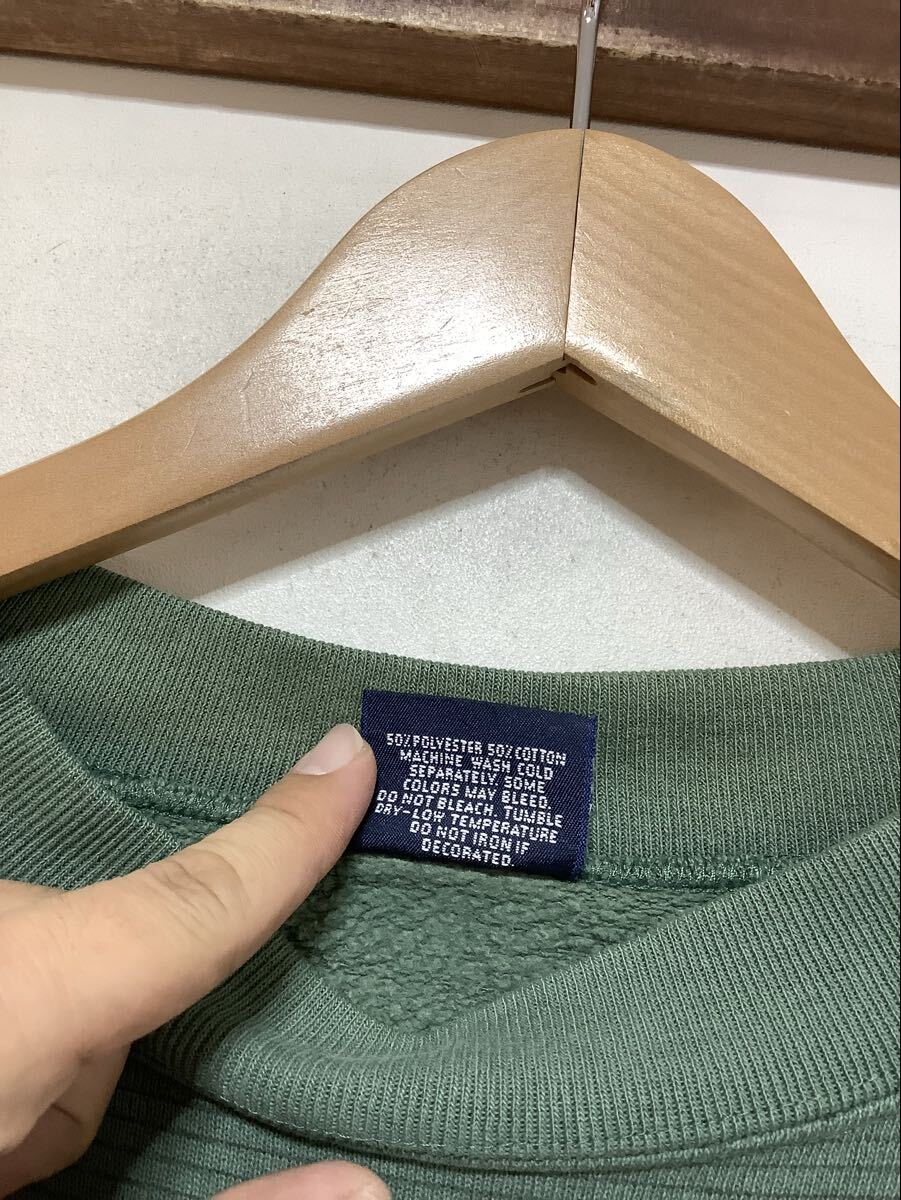 50% POLYESTER 50% COTTON
MACHINE WASH COLD
SEPARATELY SOME
COLORS MAY BLEED.
DO NOT BLEACH. TUMBLE
DRY-LOW TEMPERATURE
DO NOT IRON IF
DECORATED.